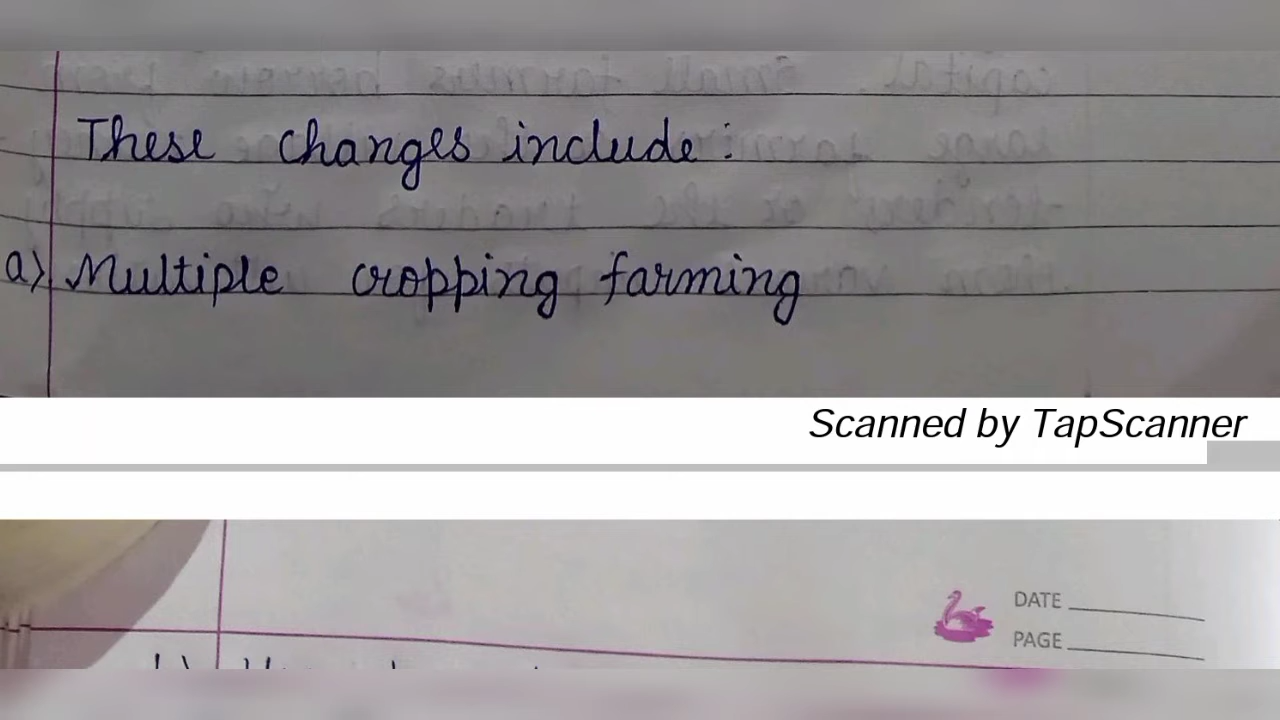 These changes include:
a) Multiple cropping farming
Scanned by TapScanner
DATE
PAGE